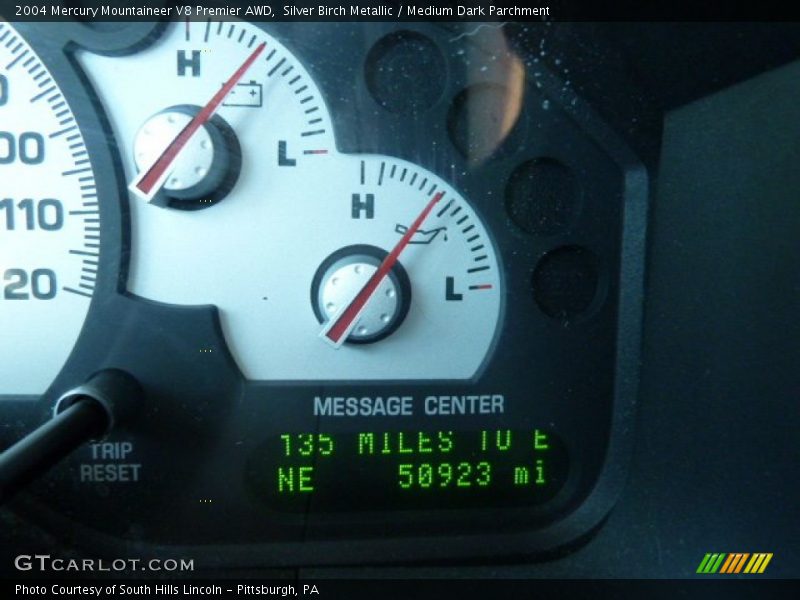 2004 Mercury Mountaineer V8 Premier AWD,  Silver Birch Metallic / Medium Dark Parchment
H
L
00
110
20
H
L
MESSAGE CENTER
135 MILES TO E
NE 50923 mi
TRIP
RESET
GTCARLOT.COM
Photo Courtesy of South Hills Lincoln - Pittsburgh, PA